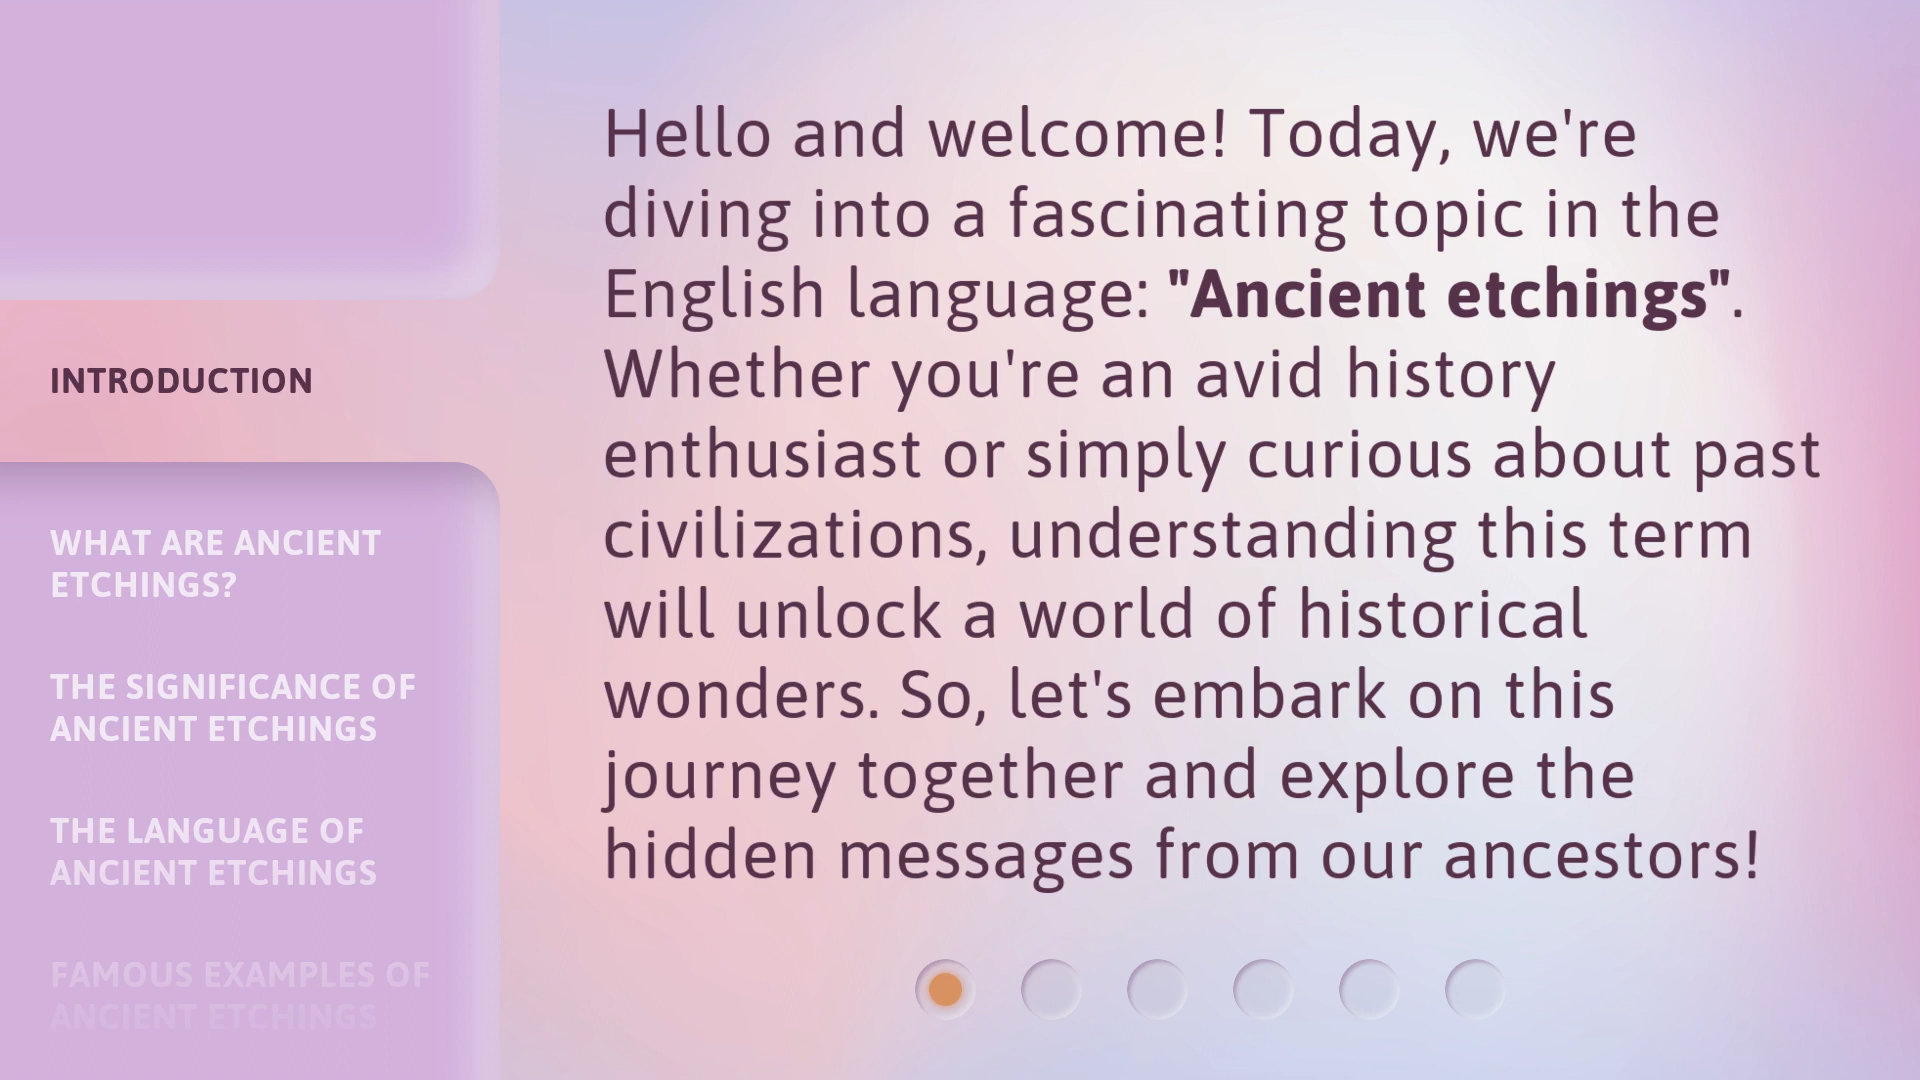 INTRODUCTION
WHAT ARE ANCIENT
ETCHINGS?
THE SIGNIFICANCE OF
ANCIENT ETCHINGS
THE LANGUAGE OF
ANCIENT ETCHINGS
FAMOUS EXAMPLES OF
ANCIENT ETCHINGS
Hello and welcome! Today, we're
diving into a fascinating topic in the
English language: "Ancient etchings".
Whether you're an avid history
enthusiast or simply curious about past
civilizations, understanding this term
will unlock a world of historical
wonders. So, let's embark on this
journey together and explore the
hidden messages from our ancestors!